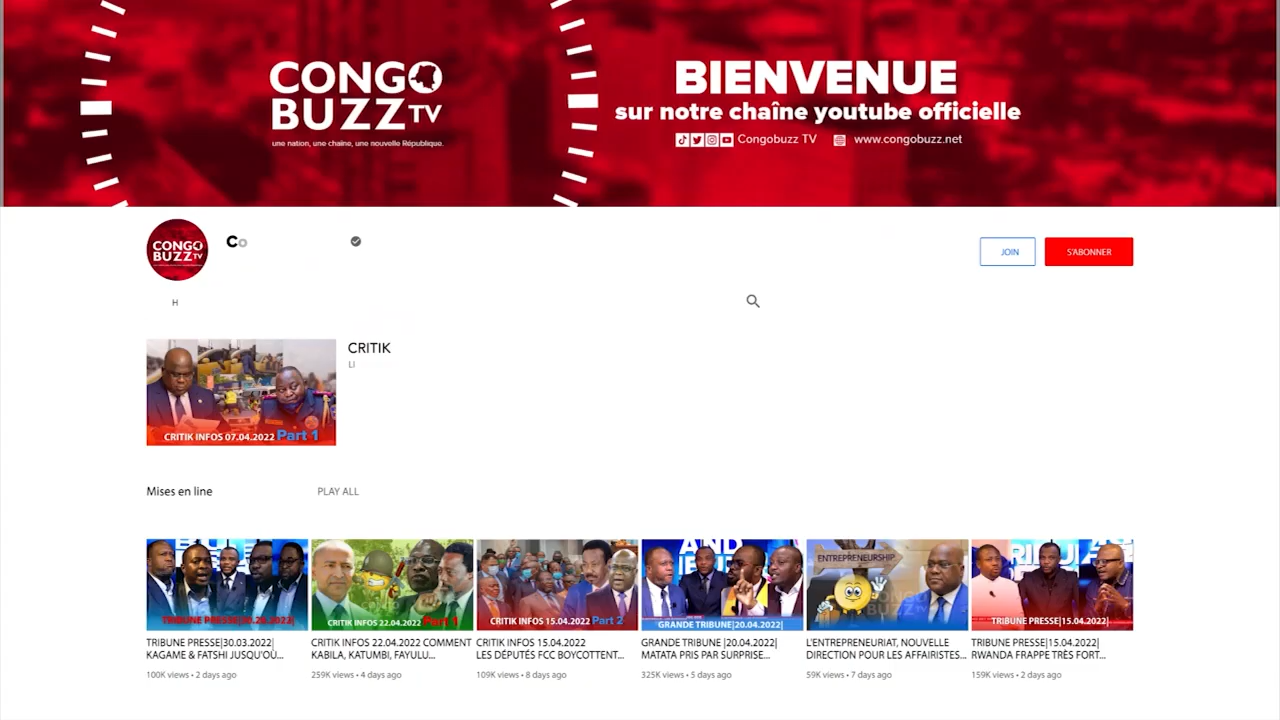 CONGO
BUZZ TV
une nation, une chaîne, une nouvelle République.
BIENVENUE
sur notre chaîne youtube officielle
Congobuzz TV www.congobuzz.net
CONGO
BUZZ TV
Co
JOIN
S'ABONNER
H
CRITIK
LI
CRITIK INFOS 07.04.2022 Part 1
Mises en line
PLAY ALL
CRITIK INFOS 22.04.2022 Part 1
CRITIK INFOS 15.04.2022 Part 2
GRANDE TRIBUNE|20.04.2022|
ENTREPRENEURSHIP
CONGO
BUZZ
TRIBUNE PRESSE|15.04.2022|
TRIBUNE PRESSE|30.03.2022|
KAGAME & FATSHI JUSQU'OÙ...
100K views • 2 days ago
CRITIK INFOS 22.04.2022 COMMENT
KABILA, KATUMBI, FAYULU...
259K views • 4 days ago
CRITIK INFOS 15.04.2022
LES DÉPUTÉS FCC BOYCOTTENT...
109K views • 8 days ago
GRANDE TRIBUNE |20.04.2022|
MATATA PRIS PAR SURPRISE...
325K views • 5 days ago
L'ENTREPRENEURIAT, NOUVELLE
DIRECTION POUR LES AFFAIRISTES...
59K views • 7 days ago
TRIBUNE PRESSE|15.04.2022|
RWANDA FRAPPE TRÈS FORT...
159K views • 2 days ago